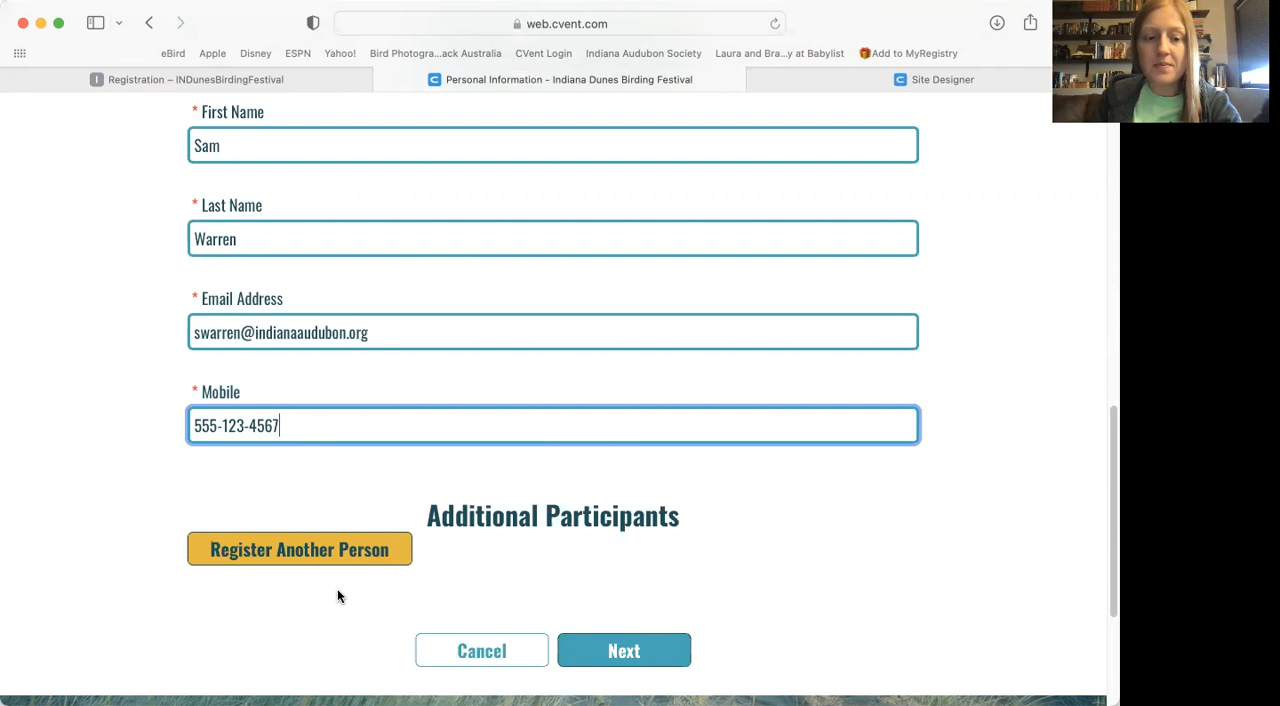 web.cvent.com
eBird Apple Disney ESPN Yahoo! Bird Photogra...ack Australia CVent Login Indiana Audubon Society Laura and Bra...y at Babylist Add to MyRegistry
Registration – INDunesBirdingFestival Personal Information - Indiana Dunes Birding Festival Site Designer
* First Name
Sam
* Last Name
Warren
* Email Address
swarren@indianaaudubon.org
* Mobile
555-123-4567
Additional Participants
Register Another Person
Cancel Next